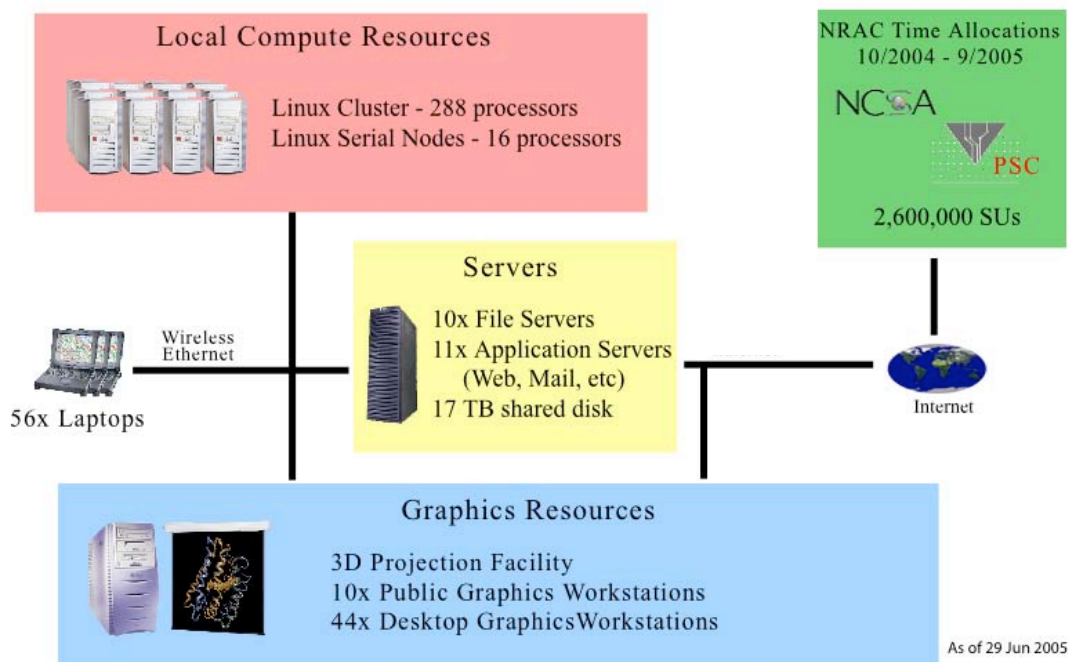 Local Compute Resources
Linux Cluster - 288 processors
Linux Serial Nodes - 16 processors
NRAC Time Allocations
10/2004 - 9/2005
NCSA
PSC
2,600,000 SUs
Servers
10x File Servers
11x Application Servers
(Web, Mail, etc)
17 TB shared disk
Wireless
Ethernet
56x Laptops
Internet
Graphics Resources
3D Projection Facility
10x Public Graphics Workstations
44x Desktop GraphicsWorkstations
As of 29 Jun 2005